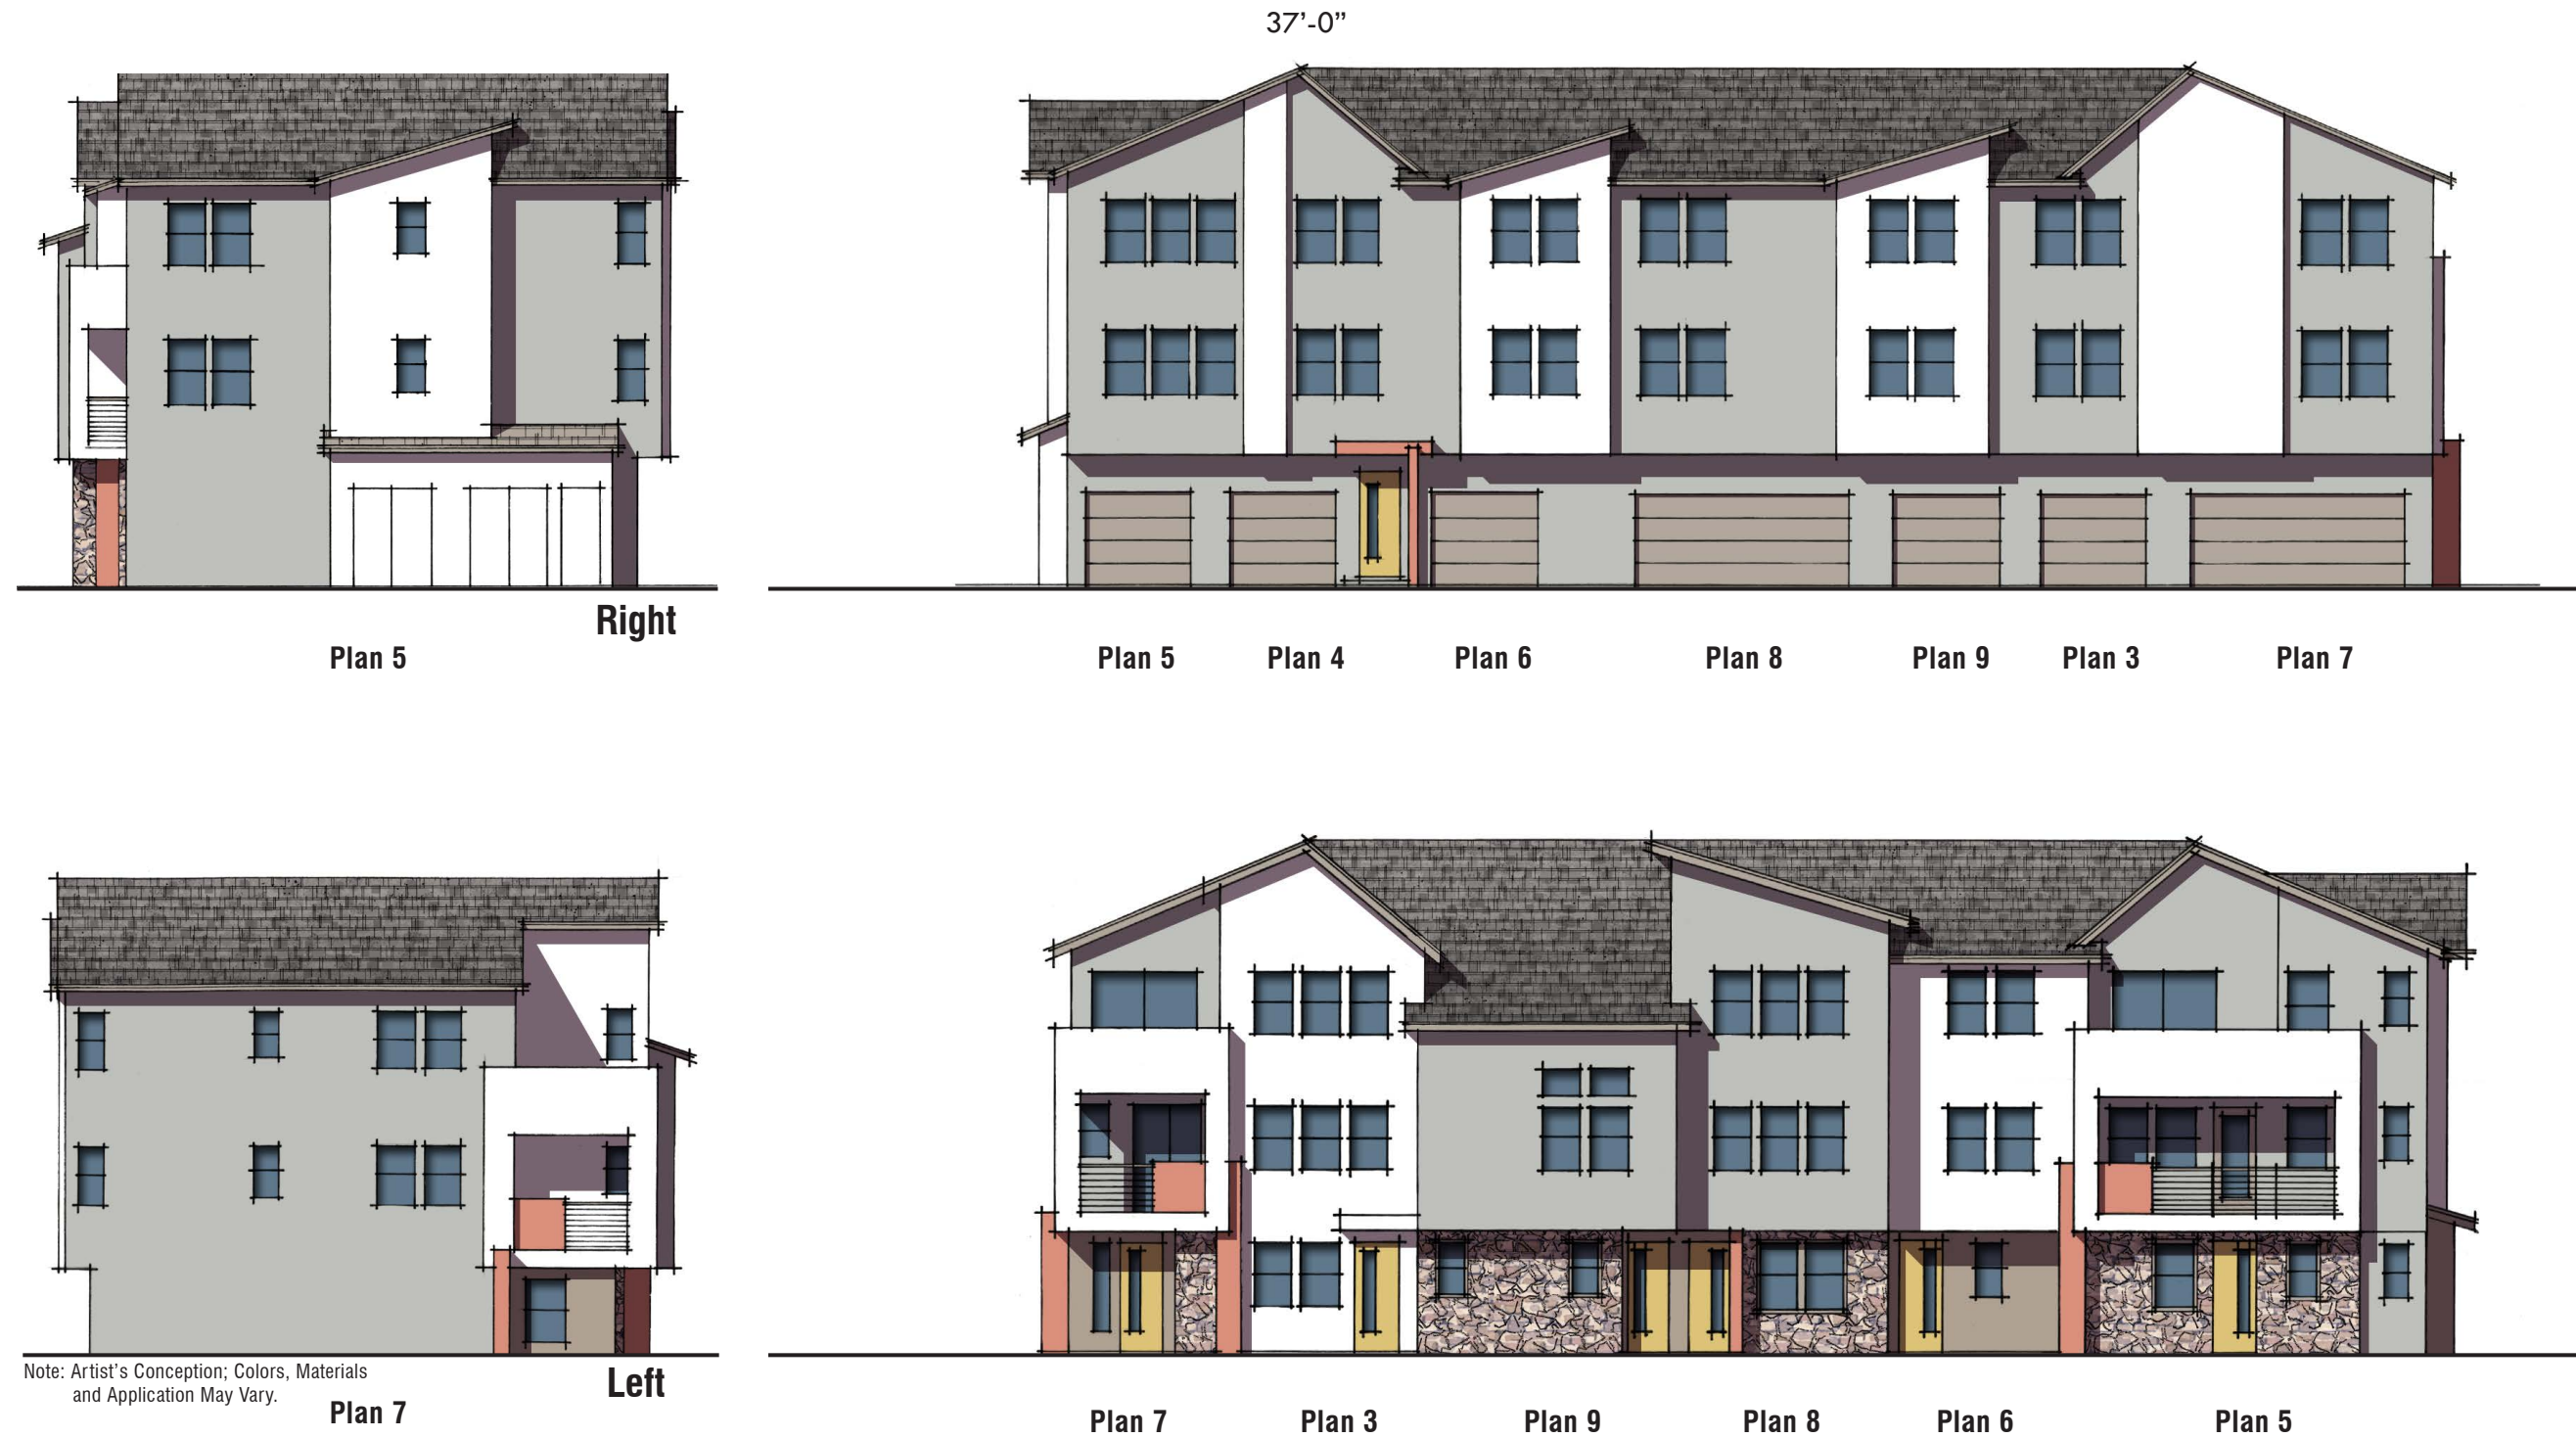 37’-0”
Right
Plan 5
Plan 5 Plan 4 Plan 6 Plan 8 Plan 9 Plan 3 Plan 7
Note: Artist’s Conception; Colors, Materials
and Application May Vary.
Left
Plan 7
Plan 7 Plan 3 Plan 9 Plan 8 Plan 6 Plan 5